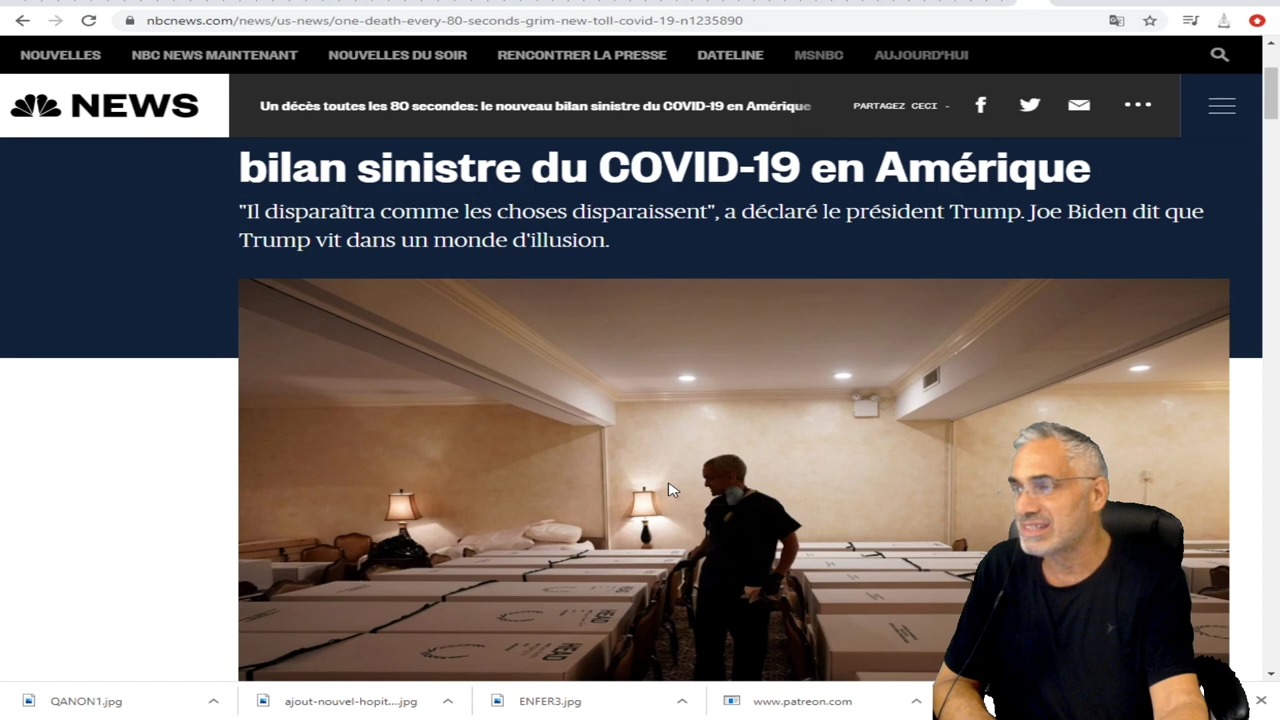 nbcnews.com/news/us-news/one-death-every-80-seconds-grim-new-toll-covid-19-n1235890
NOUVELLES NBC NEWS MAINTENANT NOUVELLES DU SOIR RENCONTRER LA PRESSE DATELINE MSNBC AUJOURD'HUI
NEWS Un décès toutes les 80 secondes: le nouveau bilan sinistre du COVID-19 en Amérique PARTAGEZ CECI -
bilan sinistre du COVID-19 en Amérique
"Il disparaîtra comme les choses disparaissent", a déclaré le président Trump. Joe Biden dit que
Trump vit dans un monde d'illusion.
HEAD
HEAD
QANON1.jpg ajout-nouvel-hopit....jpg ENFER3.jpg www.patreon.com